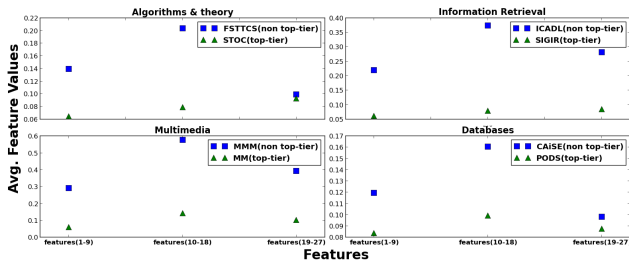 Algorithms & theory
0.22
0.20
0.18
0.16
0.14
0.12
0.10
0.08
0.06
FSTTCS(non top-tier)
STOC(top-tier)
Information Retrieval
0.40
0.35
0.30
0.25
0.20
0.15
0.10
0.05
ICADL(non top-tier)
SIGIR(top-tier)
Avg. Feature Values
Multimedia
0.6
0.5
0.4
0.3
0.2
0.1
0.0
MMM(non top-tier)
MM(top-tier)
features(1-9) features(10-18) features(19-27)
Databases
0.17
0.16
0.15
0.14
0.13
0.12
0.11
0.10
0.09
0.08
CAiSE(non top-tier)
PODS(top-tier)
features(1-9) features(10-18) features(19-27)
Features